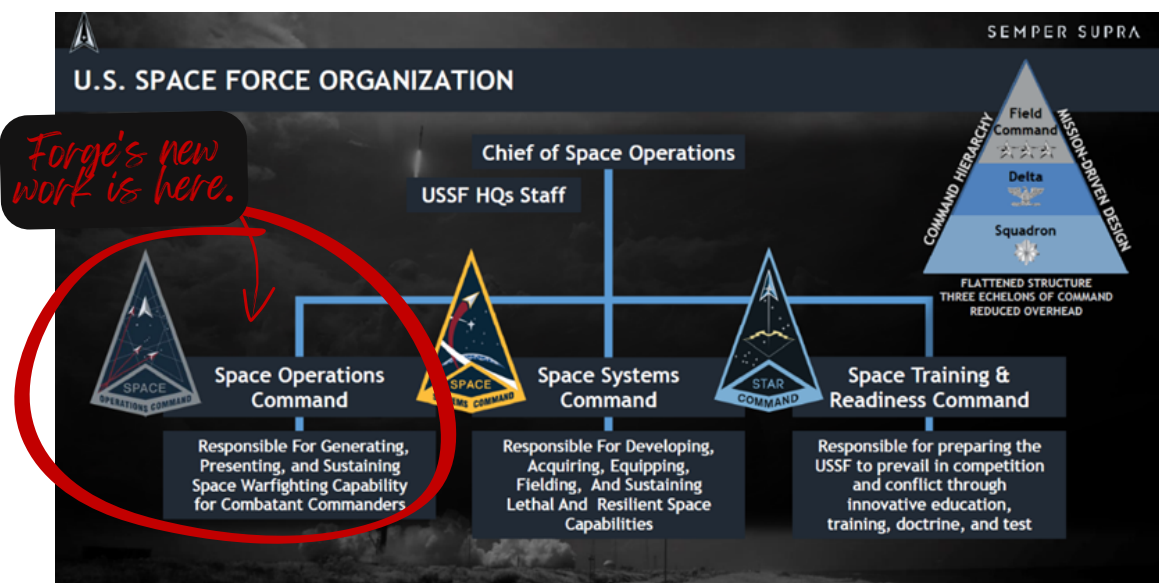 SEMPER SUPRA
U.S. SPACE FORCE ORGANIZATION
Forge's new
work is here.
Chief of Space Operations
USSF HQs Staff
COMMAND HIERARCHY
MISSION-DRIVEN DESIGN
Field
Command
Delta
Squadron
FLATTENED STRUCTURE
THREE ECHELONS OF COMMAND
REDUCED OVERHEAD
SPACE
OPERATIONS COMMAND
Space Operations
Command
Responsible For Generating,
Presenting, and Sustaining
Space Warfighting Capability
for Combatant Commanders
SPACE
SYSTEMS COMMAND
Space Systems
Command
Responsible For Developing,
Acquiring, Equipping,
Fielding, And Sustaining
Lethal And Resilient Space
Capabilities
STAR
COMMAND
Space Training &
Readiness Command
Responsible for preparing the
USSF to prevail in competition
and conflict through
innovative education,
training, doctrine, and test